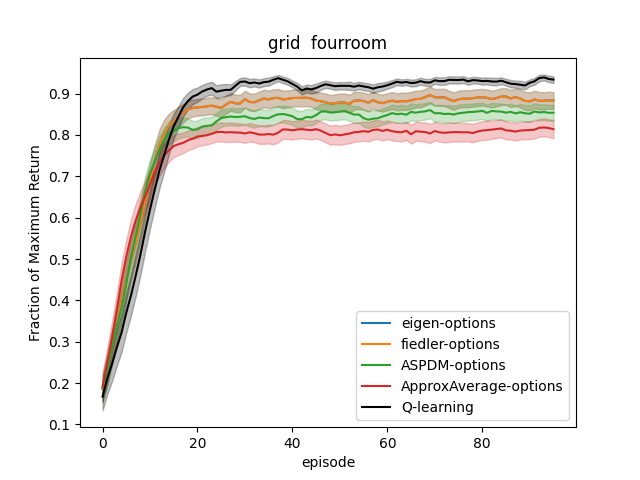 grid fourroom
Fraction of Maximum Return
0.9
0.8
0.7
0.6
0.5
0.4
0.3
0.2
0.1
eigen-options
fiedler-options
ASPDM-options
ApproxAverage-options
Q-learning
0 20 40 60 80
episode